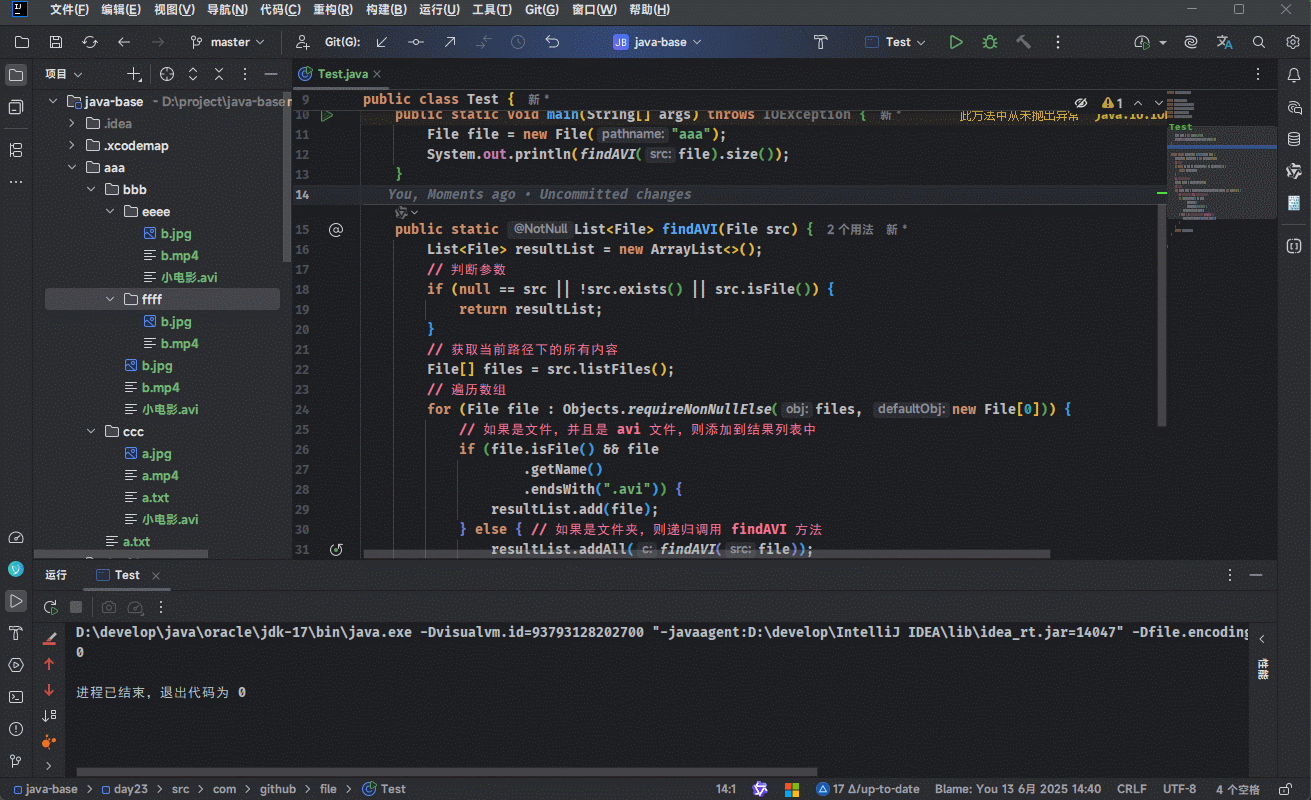 文件(F) 编辑(E) 视图(V) 导航(N) 代码(C) 重构(R) 构建(B) 运行(U) 工具(T) Git(G) 窗口(W) 帮助(H)
master Git(G): JB java-base Test
项目
Test.java
java-base - D:\project\java-base
.idea
.xcodemap
aaa
bbb
eeee
b.jpg
b.mp4
小电影.avi
ffff
b.jpg
b.mp4
b.jpg
b.mp4
小电影.avi
ccc
a.jpg
a.mp4
a.txt
小电影.avi
a.txt
9 public class Test { 新 *
1
10 public static void main(String[] args) throws IOException { 新 * 此方法中从未抛出异常
11 File file = new File( pathname: "aaa");
12 System.out.println(findAVI( src: file).size());
13 }
14 You, Moments ago • Uncommitted changes
15 public static @NotNull List<File> findAVI(File src) { 2 个用法 新 *
16 List<File> resultList = new ArrayList<>();
17 // 判断参数
18 if (null == src || !src.exists() || src.isFile()) {
19 return resultList;
20 }
21 // 获取当前路径下的所有内容
22 File[] files = src.listFiles();
23 // 遍历数组
24 for (File file : Objects.requireNonNullElse( obj: files, defaultObj: new File[0])) {
25 // 如果是文件，并且是 avi 文件，则添加到结果列表中
26 if (file.isFile() && file
27 .getName()
28 .endsWith(".avi")) {
29 resultList.add(file);
30 } else { // 如果是文件夹，则递归调用 findAVI 方法
31 resultList.addAll( c: findAVI( src: file));
Test
运行 Test
D:\develop\java\oracle\jdk-17\bin\java.exe -Dvisualvm.id=93793128202700 "-javaagent:D:\develop\IntelliJ IDEA\lib\idea_rt.jar=14047" -Dfile.encoding
0
进程已结束，退出代码为 0
性能
java-base > day23 > src > com > github > file > Test
14:1 17 Δ/up-to-date Blame: You 13 6月 2025 14:40 CRLF UTF-8 4 个空格